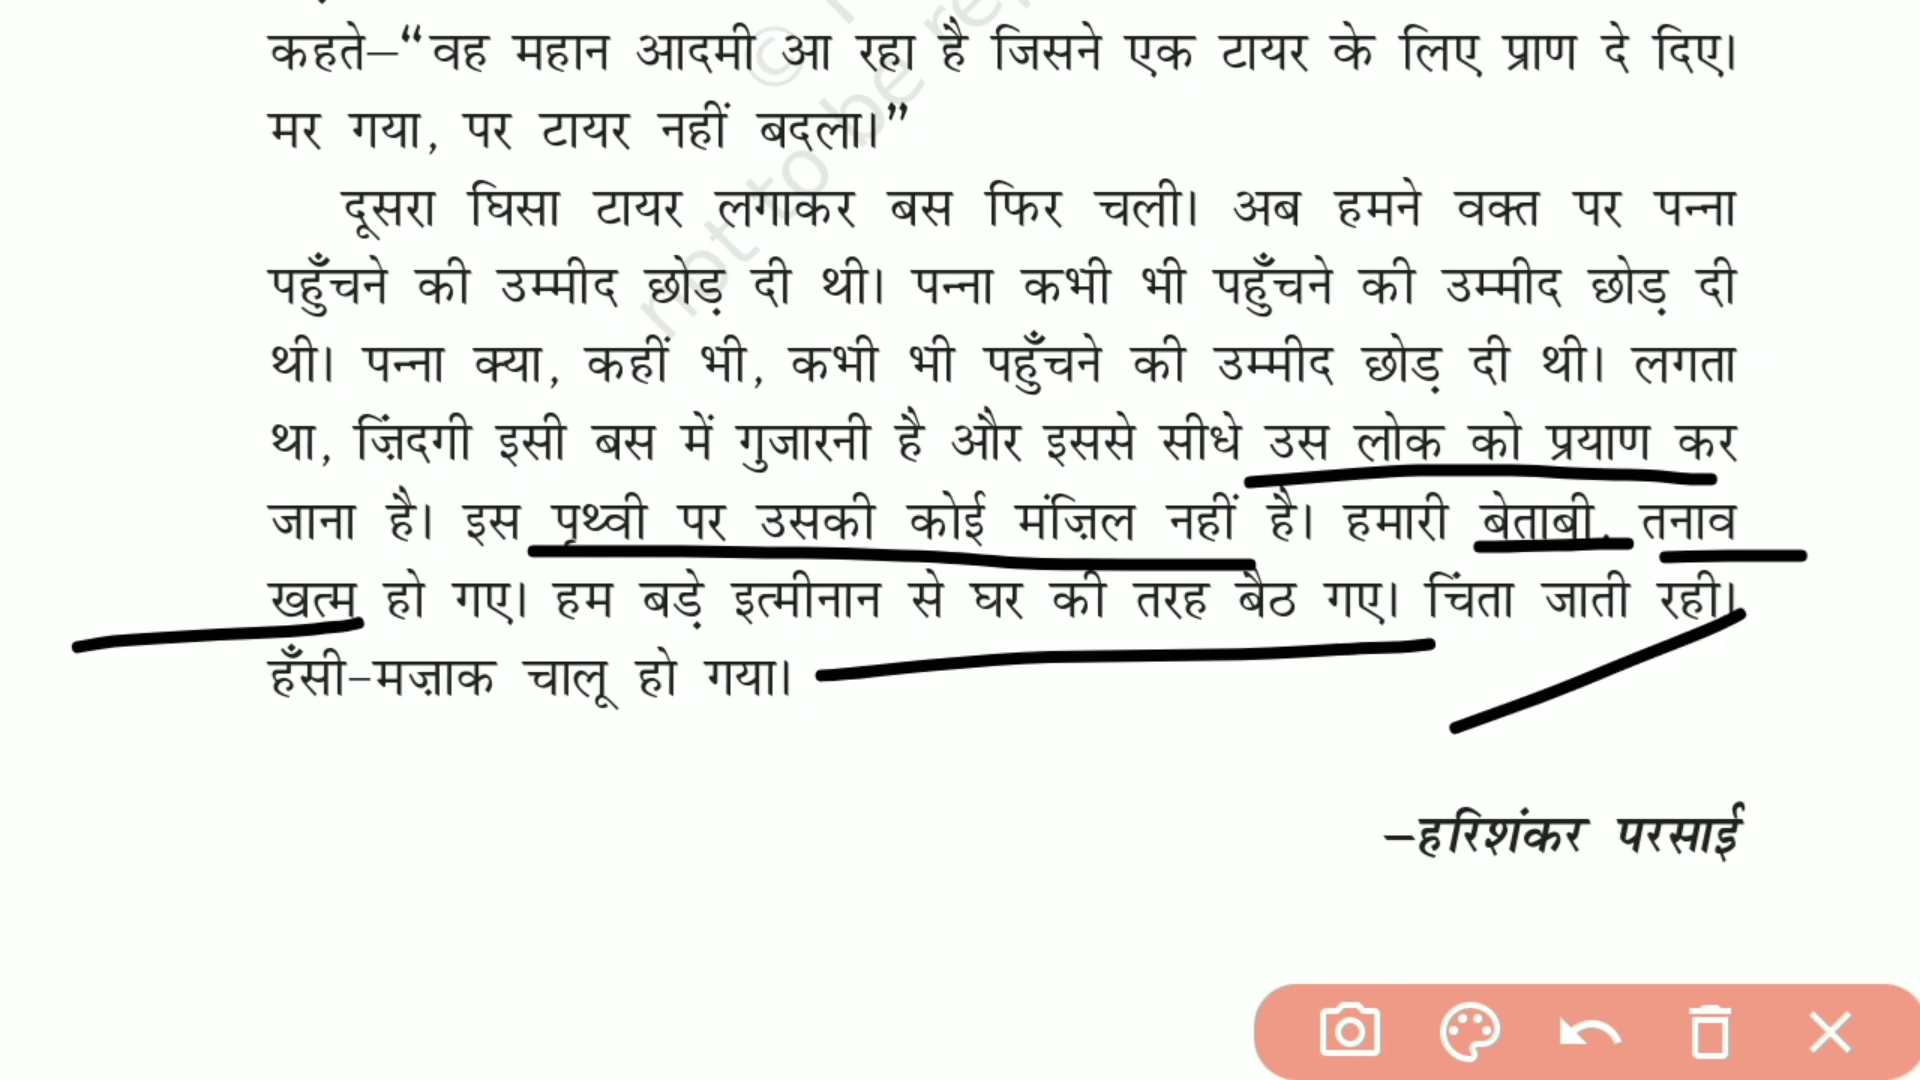 कहते–“वह महान आदमी आ रहा है जिसने एक टायर के लिए प्राण दे दिए।
मर गया, पर टायर नहीं बदला।”
दूसरा घिसा टायर लगाकर बस फिर चली। अब हमने वक्त पर पन्ना
पहुँचने की उम्मीद छोड़ दी थी। पन्ना कभी भी पहुँचने की उम्मीद छोड़ दी
थी। पन्ना क्या, कहीं भी, कभी भी पहुँचने की उम्मीद छोड़ दी थी। लगता
था, ज़िंदगी इसी बस में गुजारनी है और इससे सीधे उस लोक को प्रयाण कर
जाना है। इस पृथ्वी पर उसकी कोई मंज़िल नहीं है। हमारी बेताबी, तनाव
खत्म हो गए। हम बड़े इत्मीनान से घर की तरह बैठ गए। चिंता जाती रही।
हँसी-मज़ाक चालू हो गया।
–हरिशंकर परसाई
©
not to be